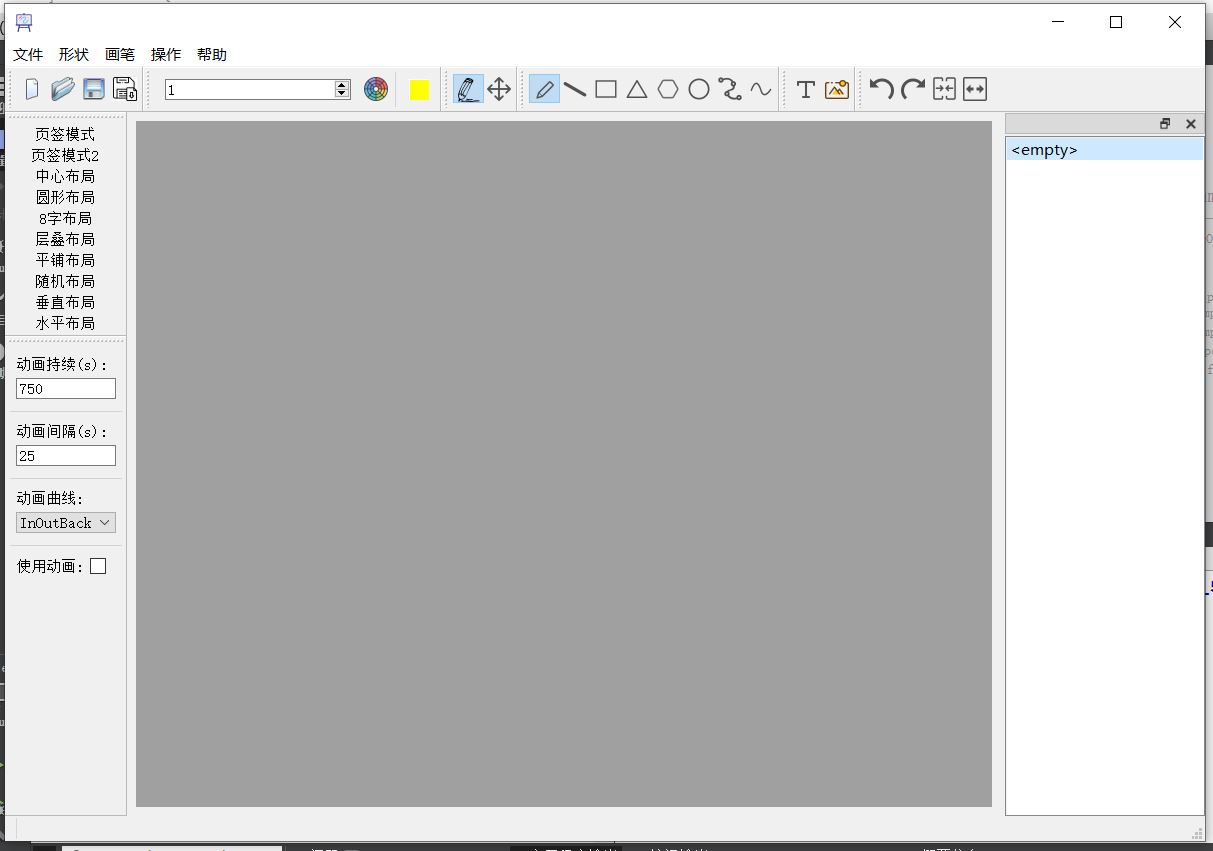 文件 形状 画笔 操作 帮助
1
页签模式
页签模式2
中心布局
圆形布局
8字布局
层叠布局
平铺布局
随机布局
垂直布局
水平布局
动画持续(s):
750
动画间隔(s):
25
动画曲线:
InOutBack
使用动画:
<empty>